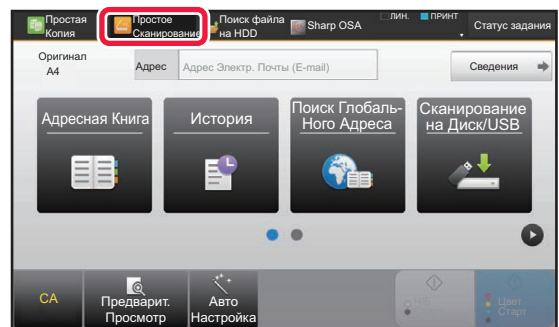 Простая
Копия
Простое
Сканирование
Поиск файла
на HDD
Sharp OSA
ЛИН.
ПРИНТ
Статус задания
Оригинал
A4
Адрес
Адрес Электр. Почты (E-mail)
Сведения
Адресная Книга
История
Поиск Глобаль-
Ного Адреса
Сканирование
на Диск/USB
CA
Предварит.
Просмотр
Авто
Настройка
Ч/Б
Старт
Цвет
Старт